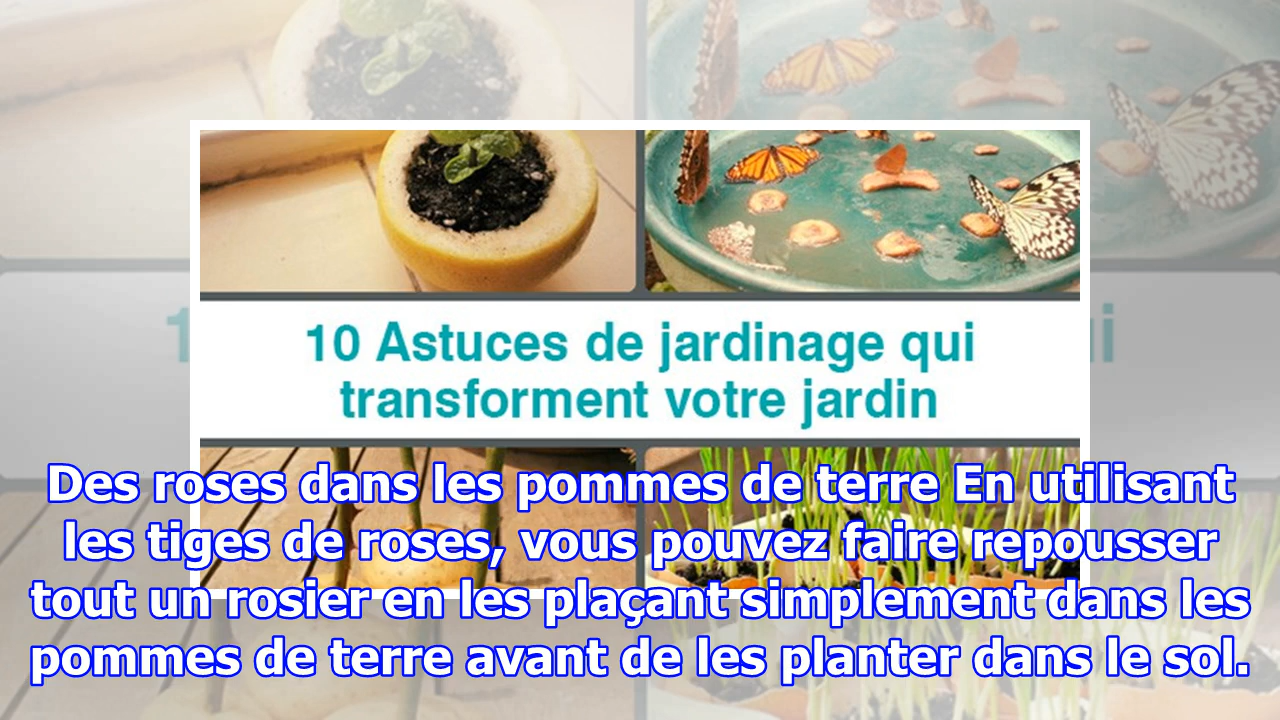 10 Astuces de jardinage qui
transforment votre jardin
Des roses dans les pommes de terre En utilisant
les tiges de roses, vous pouvez faire repousser
tout un rosier en les plaçant simplement dans les
pommes de terre avant de les planter dans le sol.